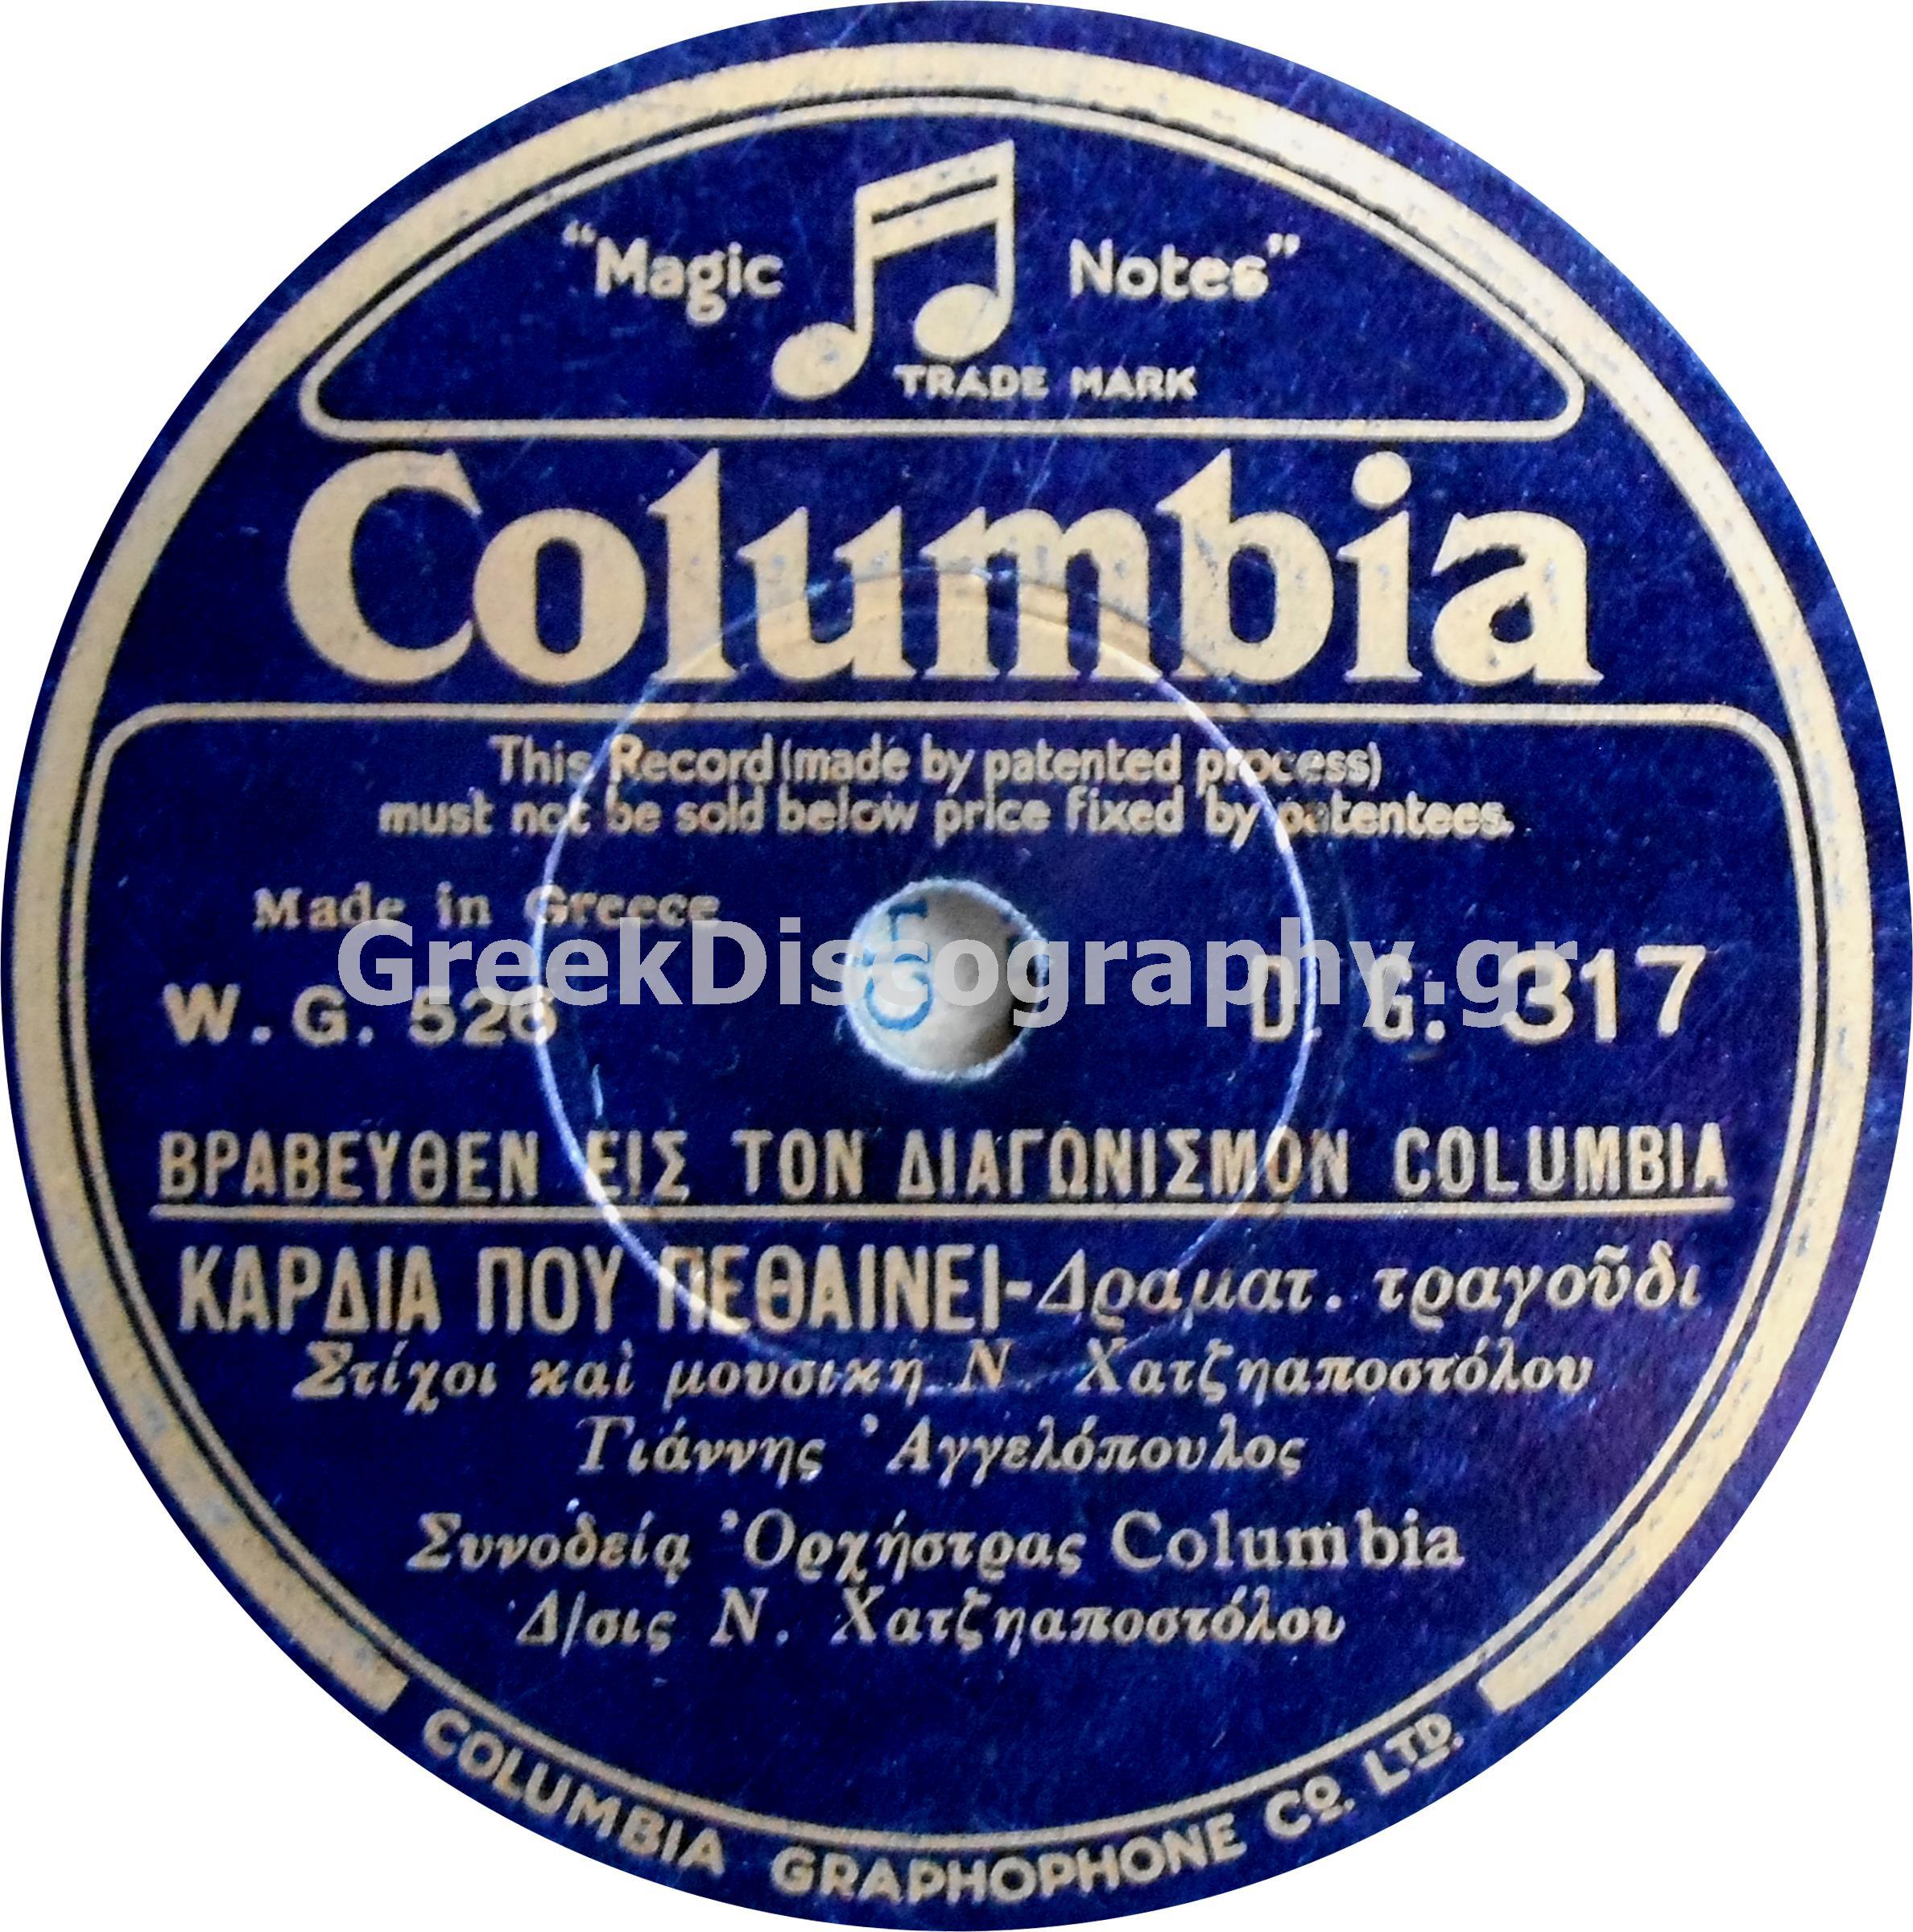 “Magic Notes”
TRADE MARK
Columbia
This Record (made by patented process)
must not be sold below price fixed by patentees.
Made in Greece
GreekDiscography.gr
W. G. 526 D. G. 317
ΒΡΑΒΕΥΘΕΝ ΕΙΣ ΤΟΝ ΔΙΑΓΩΝΙΣΜΟΝ COLUMBIA
ΚΑΡΔΙΑ ΠΟΥ ΠΕΘΑΙΝΕΙ-Δραματ. τραγοῦδι
Στίχοι καὶ μουσικὴ Ν. Χατζηαποστόλου
Γιάννης Ἀγγελόπουλος
Συνοδείᾳ Ὀρχήστρας Columbia
Δ/σις Ν. Χατζηαποστόλου
COLUMBIA GRAPHOPHONE CO. LTD.